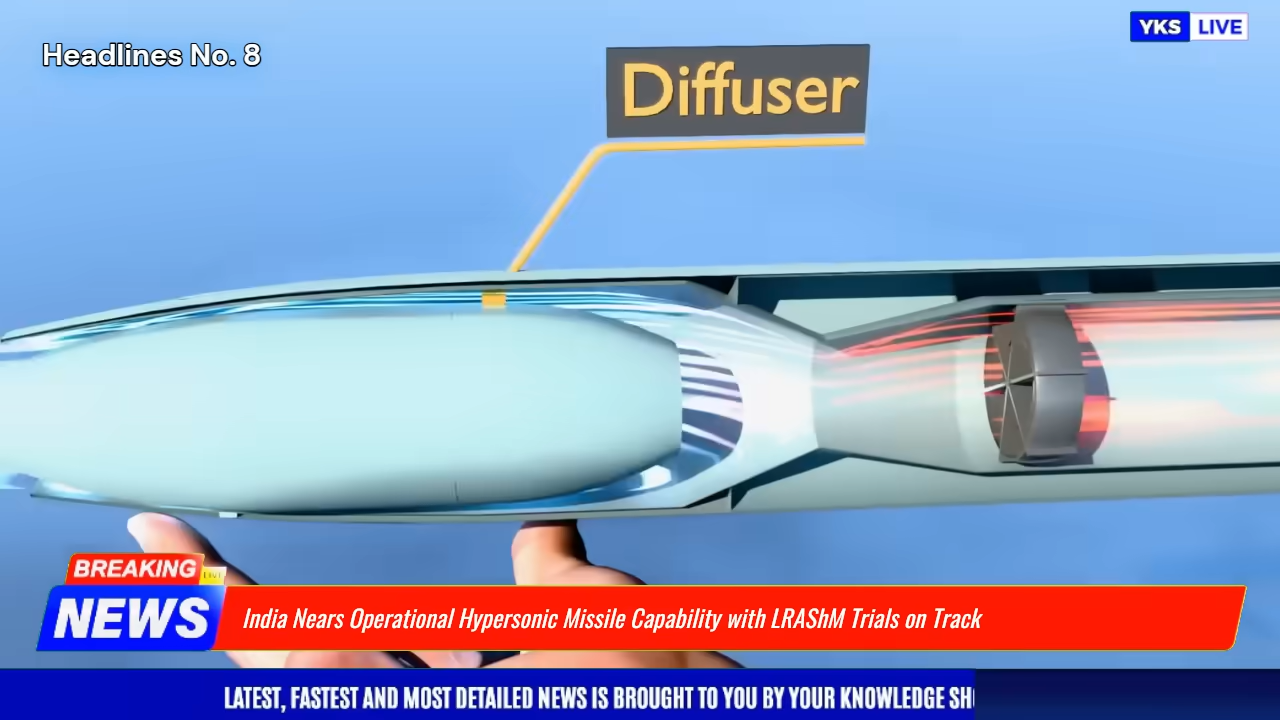 Headlines No. 8
YKS LIVE
Diffuser
BREAKING
NEWS
India Nears Operational Hypersonic Missile Capability with LRAShM Trials on Track
LATEST, FASTEST AND MOST DETAILED NEWS IS BROUGHT TO YOU BY YOUR KNOWLEDGE